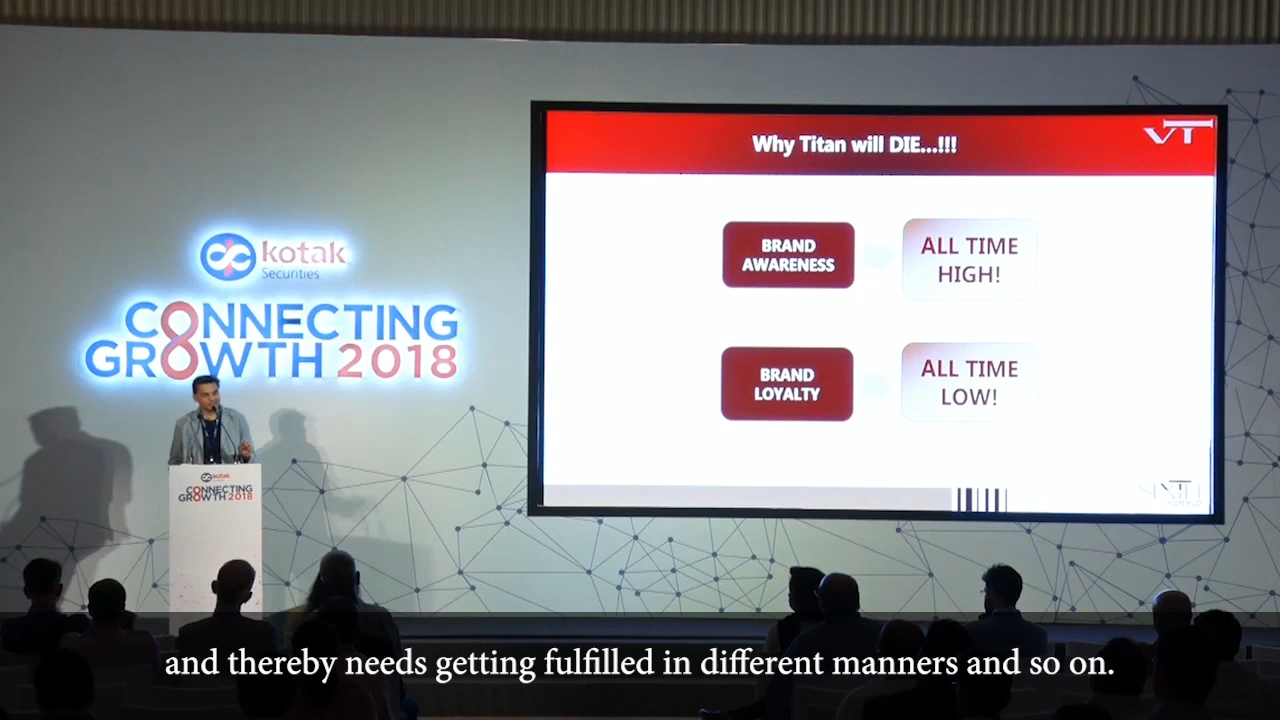 Why Titan will DIE...!!!
VT
BRAND
AWARENESS
ALL TIME
HIGH!
BRAND
LOYALTY
ALL TIME
LOW!
kotak
Securities
CONNECTING
GROWTH 2018
kotak
CONNECTING
GROWTH 2018
and thereby needs getting fulfilled in different manners and so on.